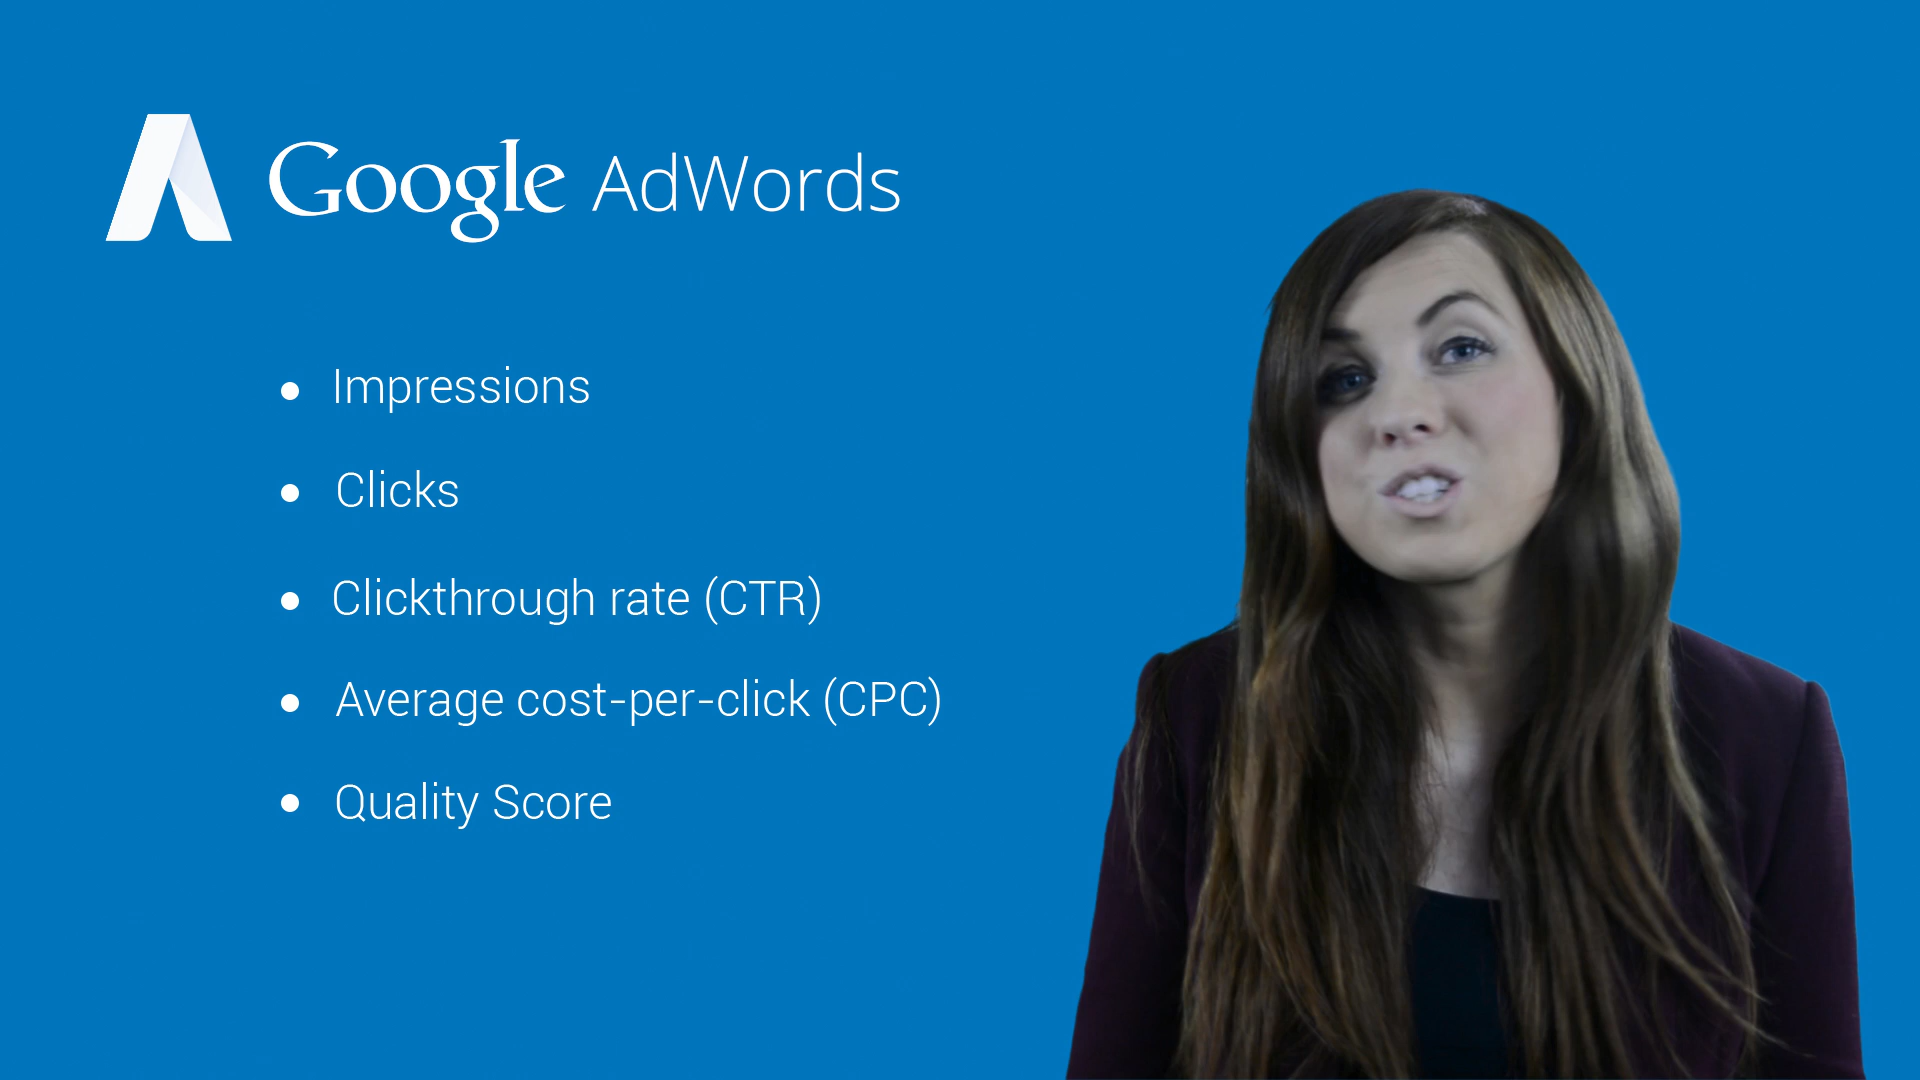 Google AdWords
Impressions
Clicks
Clickthrough rate (CTR)
Average cost-per-click (CPC)
Quality Score